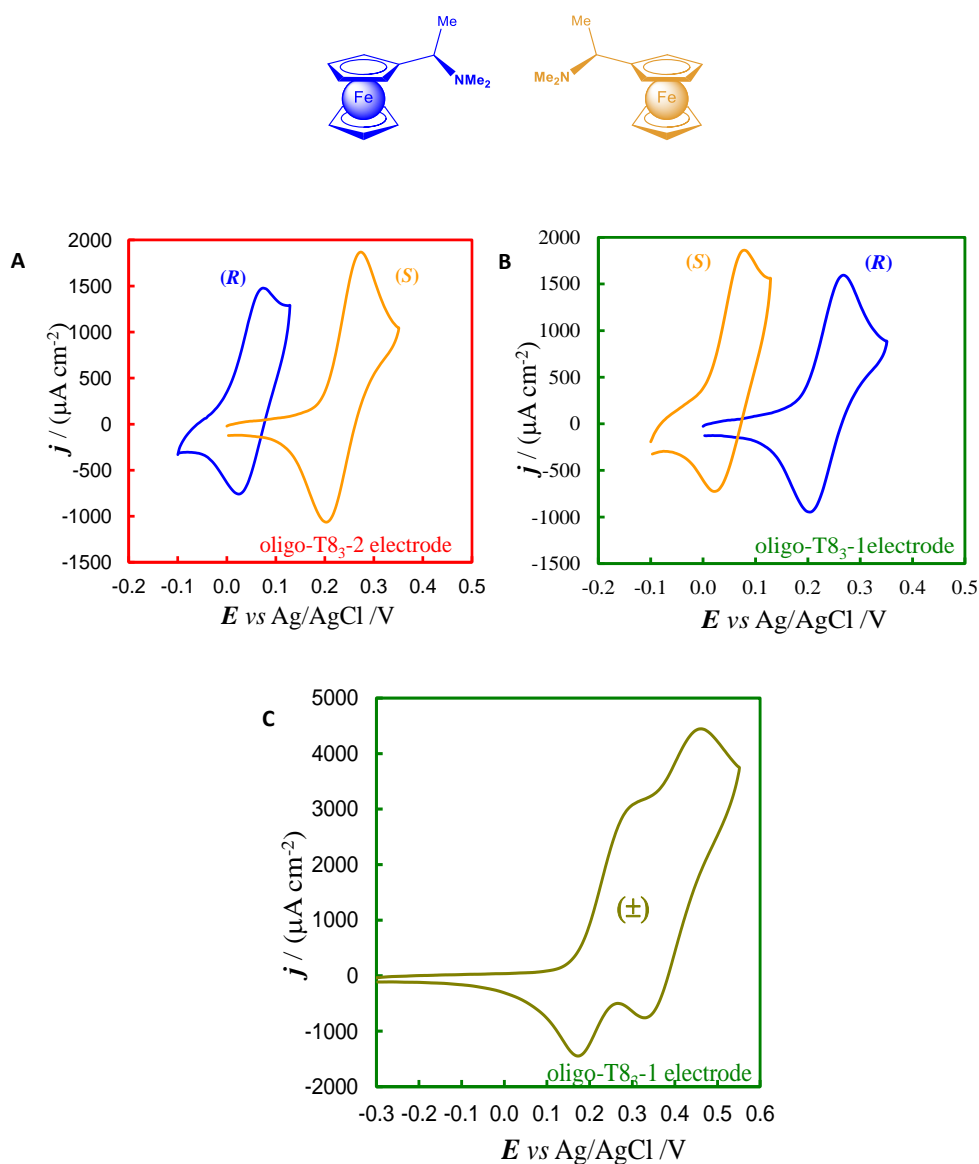 Me
Me
NMe2
Me2N
Fe
Fe
A
2000
1500
1000
500
0
-500
-1000
-1500
j / (µA cm-2)
(R)
(S)
oligo-T83-2 electrode
-0.2 -0.1 0.0 0.1 0.2 0.3 0.4 0.5
E vs Ag/AgCl /V
B
2000
1500
1000
500
0
-500
-1000
-1500
j / (µA cm-2)
(S)
(R)
oligo-T83-1electrode
-0.2 -0.1 0.0 0.1 0.2 0.3 0.4 0.5
E vs Ag/AgCl /V
C
5000
4000
3000
2000
1000
0
-1000
-2000
j / (µA cm-2)
(±)
oligo-T83-1 electrode
-0.3 -0.2 -0.1 0.0 0.1 0.2 0.3 0.4 0.5 0.6
E vs Ag/AgCl /V